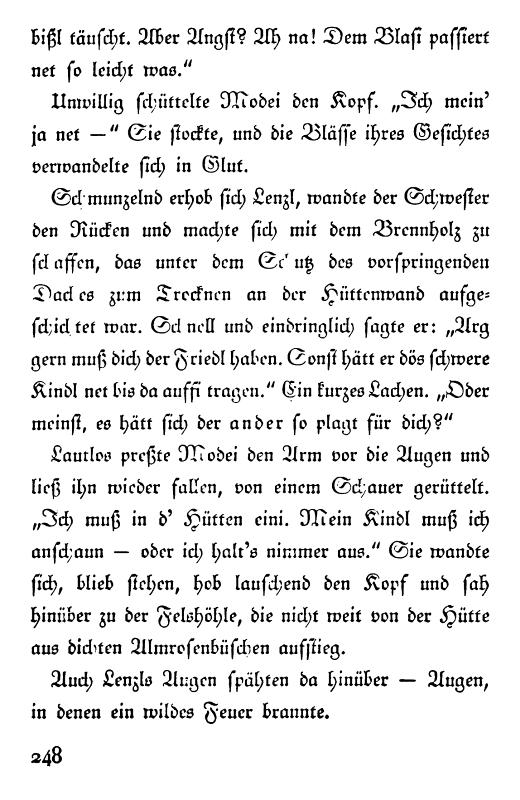 bißl täuscht. Aber Angst? Ah na! Dem Blasi passiert
net so leicht was.“
Unwillig schüttelte Modei den Kopf. „Ich mein’
ja net —“ Sie stockte, und die Blässe ihres Gesichtes
verwandelte sich in Glut.
Schmunzelnd erhob sich Lenzl, wandte der Schwester
den Rücken und machte sich mit dem Brennholz zu
schaffen, das unter dem Schutz des vorspringenden
Daches zum Trocknen an der Hüttenwand aufge-
schichtet war. Schnell und eindringlich sagte er: „Arg
gern muß dich der Friedl haben. Sonst hätt er dös schwere
Kindl net bis da auffi tragen.“ Ein kurzes Lachen. „Oder
meinst, es hätt sich der ander so plagt für dich?“
Lautlos preßte Modei den Arm vor die Augen und
ließ ihn wieder fallen, von einem Schauer gerüttelt.
„Ich muß in d’ Hütten eini. Mein Kindl muß ich
anschaun — oder ich halt’s nimmer aus.“ Sie wandte
sich, blieb stehen, hob lauschend den Kopf und sah
hinüber zu der Felshöhle, die nicht weit von der Hütte
aus dichten Almrosenbüschen aufstieg.
Auch Lenzls Augen spähten da hinüber — Augen,
in denen ein wildes Feuer brannte.
248